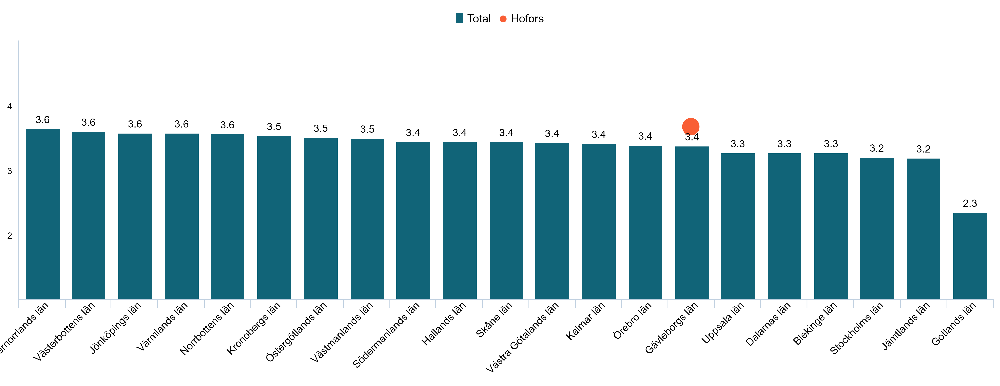 Total Hofors
4
3
2
3.6 3.6 3.6 3.6 3.6 3.5 3.5 3.5 3.4 3.4 3.4 3.4 3.4 3.4 3.4 3.3 3.3 3.3 3.2 3.2 2.3
ernorrlands län
Västerbottens län
Jönköpings län
Värmlands län
Norrbottens län
Kronobergs län
Östergötlands län
Västmanlands län
Södermanlands län
Hallands län
Skåne län
Västra Götalands län
Kalmar län
Örebro län
Gävleborgs län
Uppsala län
Dalarnas län
Blekinge län
Stockholms län
Jämtlands län
Gotlands län